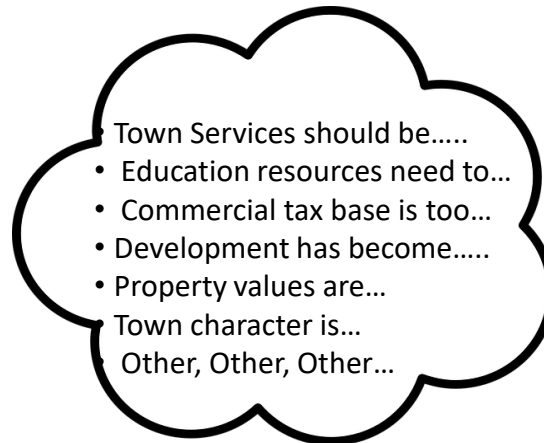 • Town Services should be…..
• Education resources need to…
• Commercial tax base is too…
• Development has become…..
• Property values are…
• Town character is…
• Other, Other, Other…